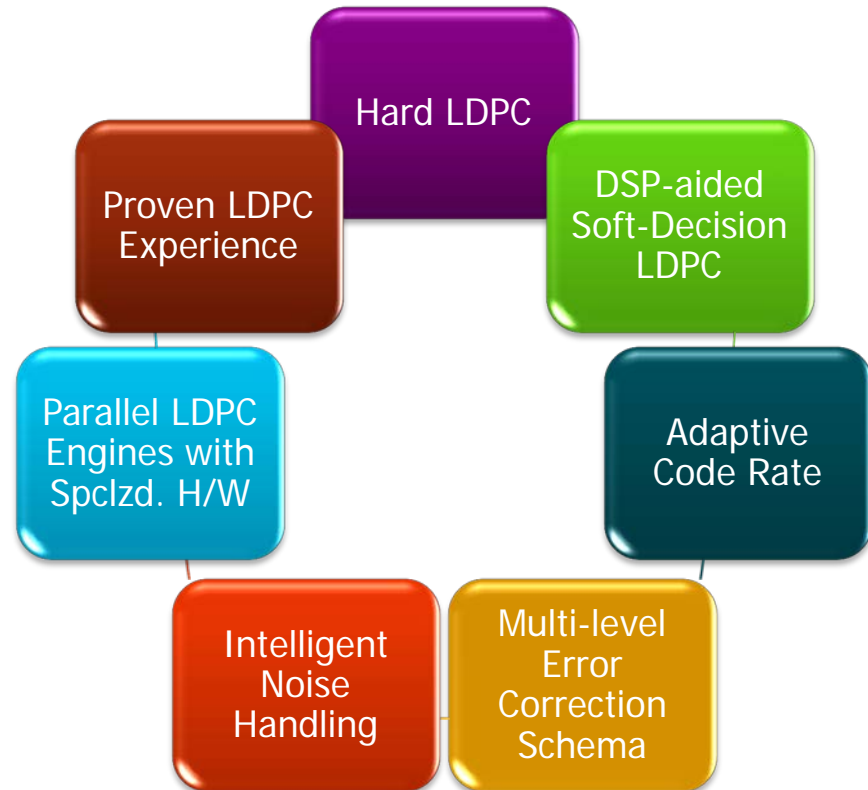 Hard LDPC
DSP-aided
Soft-Decision
LDPC
Adaptive
Code Rate
Multi-level
Error
Correction
Schema
Intelligent
Noise
Handling
Parallel LDPC
Engines with
Spclzd. H/W
Proven LDPC
Experience